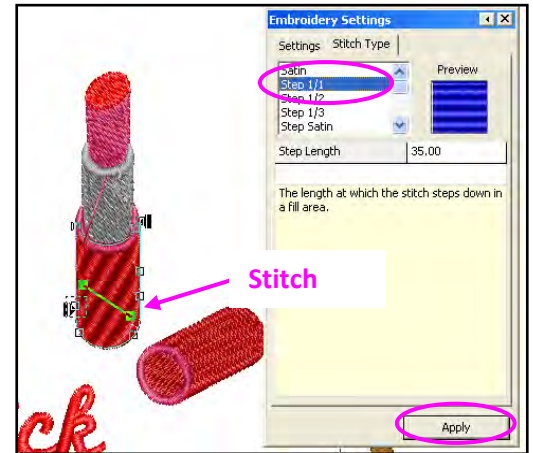 Embroidery Settings
Settings Stitch Type
Satin
Step 1/1
Step 1/2
Step 1/3
Step Satin
Preview
Step Length 35.00
The length at which the stitch steps down in
a fill area.
Stitch
ck
Apply